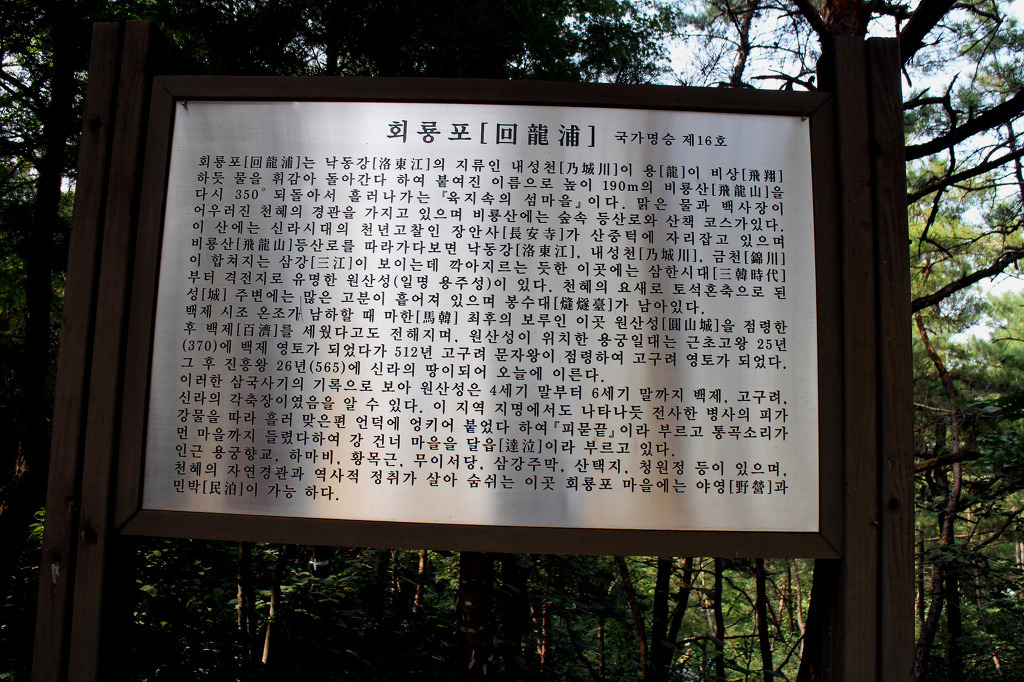 회룡포[回龍浦] 국가명승 제16호
회룡포[回龍浦]는 낙동강[洛東江]의 지류인 내성천[乃城川]이 용[龍]이 비상[飛翔]
하듯 물을 휘감아 돌아간다 하여 붙여진 이름으로 높이 190m의 비룡산[飛龍山]을
다시 350° 되돌아서 흘러나가는 『육지속의 섬마을』이다. 맑은 물과 백사장이
어우러진 천혜의 경관을 가지고 있으며 비룡산에는 숲속 등산로와 산책 코스가있다.
이 산에는 신라시대의 천년고찰인 장안사[長安寺]가 산중턱에 자리잡고 있으며
비룡산[飛龍山]등산로를 따라가다보면 낙동강[洛東江], 내성천[乃城川], 금천[錦川]
이 합쳐지는 삼강[三江]이 보이는데 깍아지르는 듯한 이곳에는 삼한시대[三韓時代]
부터 격전지로 유명한 원산성(일명 용주성)이 있다. 천혜의 요새로 토석혼축으로 된
성[城] 주변에는 많은 고분이 흩어져 있으며 봉수대[熢燧臺]가 남아있다.
백제 시조 온조가 남하할 때 마한[馬韓] 최후의 보루인 이곳 원산성[圓山城]을 점령한
후 백제[百濟]를 세웠다고도 전해지며, 원산성이 위치한 용궁일대는 근초고왕 25년
(370)에 백제 영토가 되었다가 512년 고구려 문자왕이 점령하여 고구려 영토가 되었다.
그 후 진흥왕 26년(565)에 신라의 땅이되어 오늘에 이른다.
이러한 삼국사기의 기록으로 보아 원산성은 4세기 말부터 6세기 말까지 백제, 고구려,
신라의 각축장이였음을 알 수 있다. 이 지역 지명에서도 나타나듯 전사한 병사의 피가
강물을 따라 흘러 맞은편 언덕에 엉키어 붙었다 하여『피묻끝』이라 부르고 통곡소리가
먼 마을까지 들렸다하여 강 건너 마을을 달읍[達泣]이라 부르고 있다.
인근 용궁향교, 하마비, 황목근, 무이서당, 삼강주막, 산택지, 청원정 등이 있으며,
천혜의 자연경관과 역사적 정취가 살아 숨쉬는 이곳 회룡포 마을에는 야영[野營]과
민박[民泊]이 가능 하다.